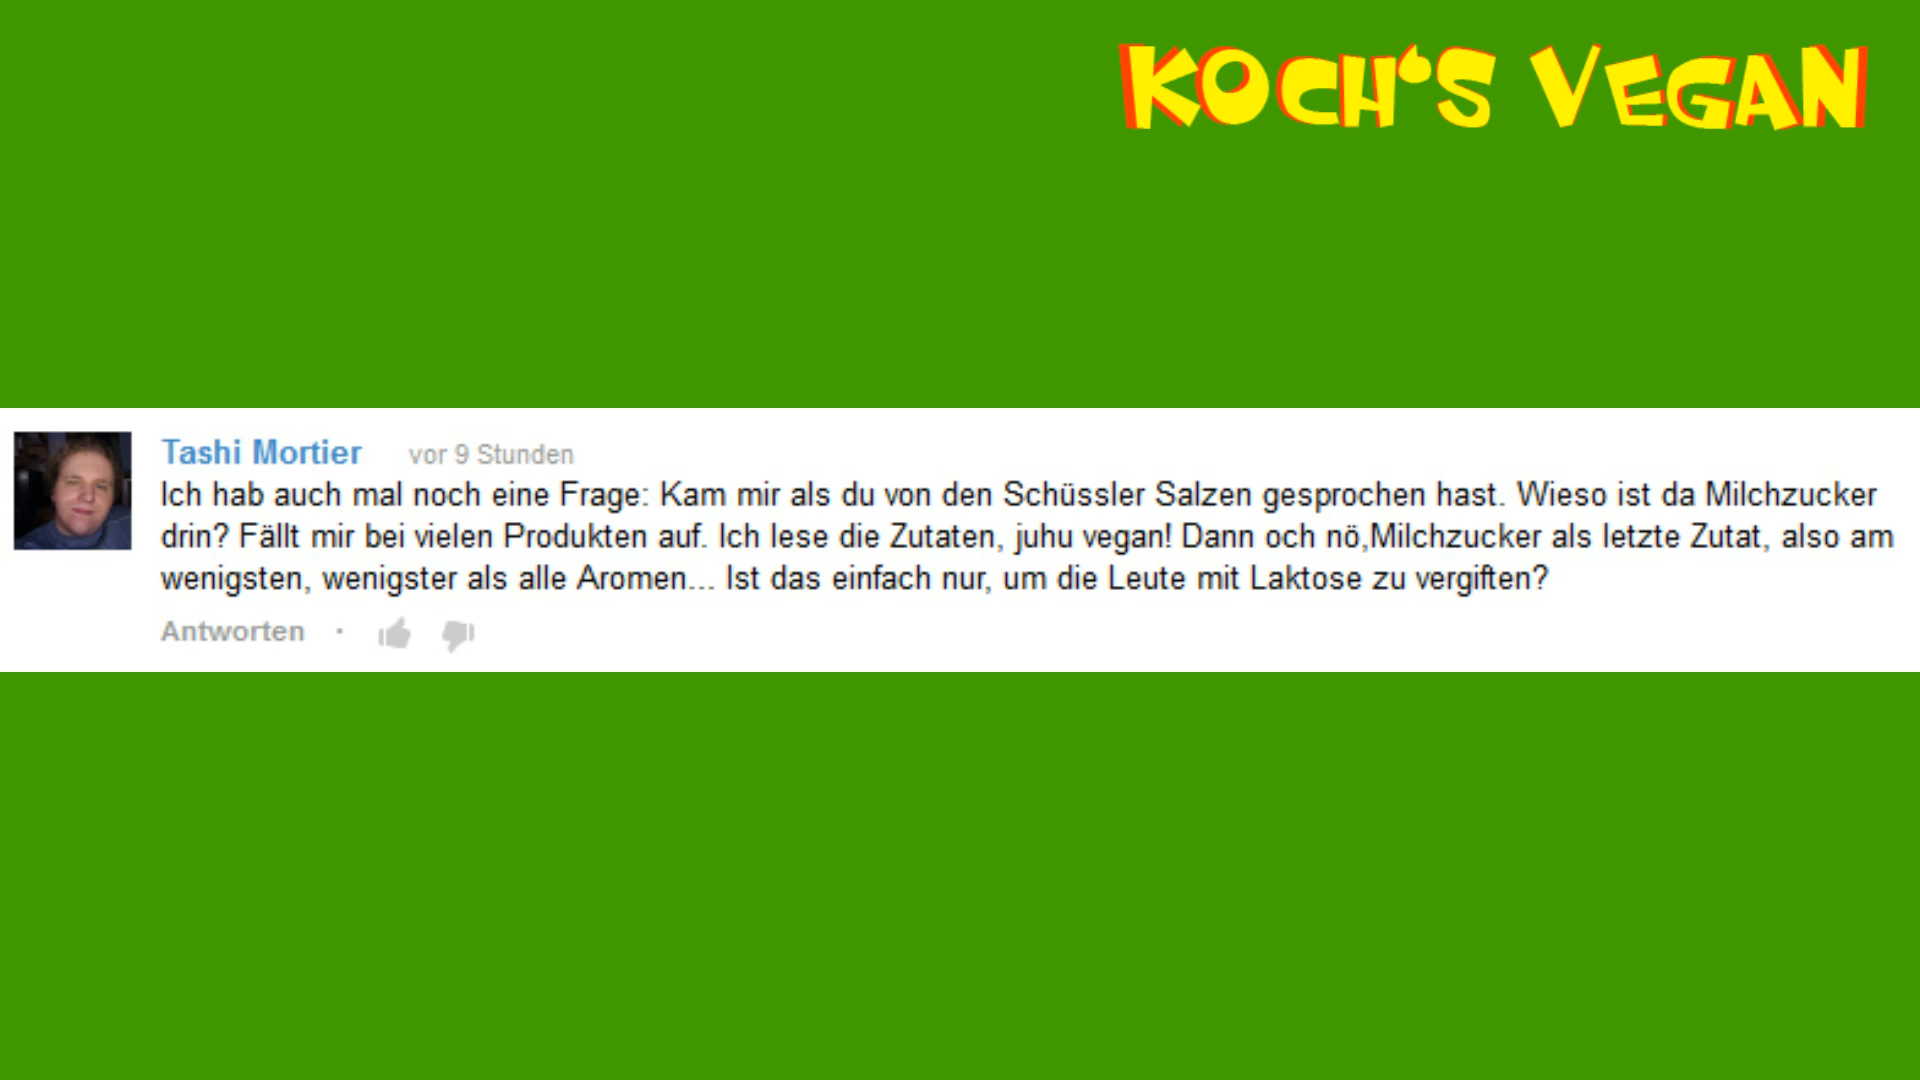 KOCH'S VEGAN
Tashi Mortier vor 9 Stunden
Ich hab auch mal noch eine Frage: Kam mir als du von den Schüssler Salzen gesprochen hast. Wieso ist da Milchzucker
drin? Fällt mir bei vielen Produkten auf. Ich lese die Zutaten, juhu vegan! Dann och nö,Milchzucker als letzte Zutat, also am
wenigsten, wenigster als alle Aromen... Ist das einfach nur, um die Leute mit Laktose zu vergiften?
Antworten ·